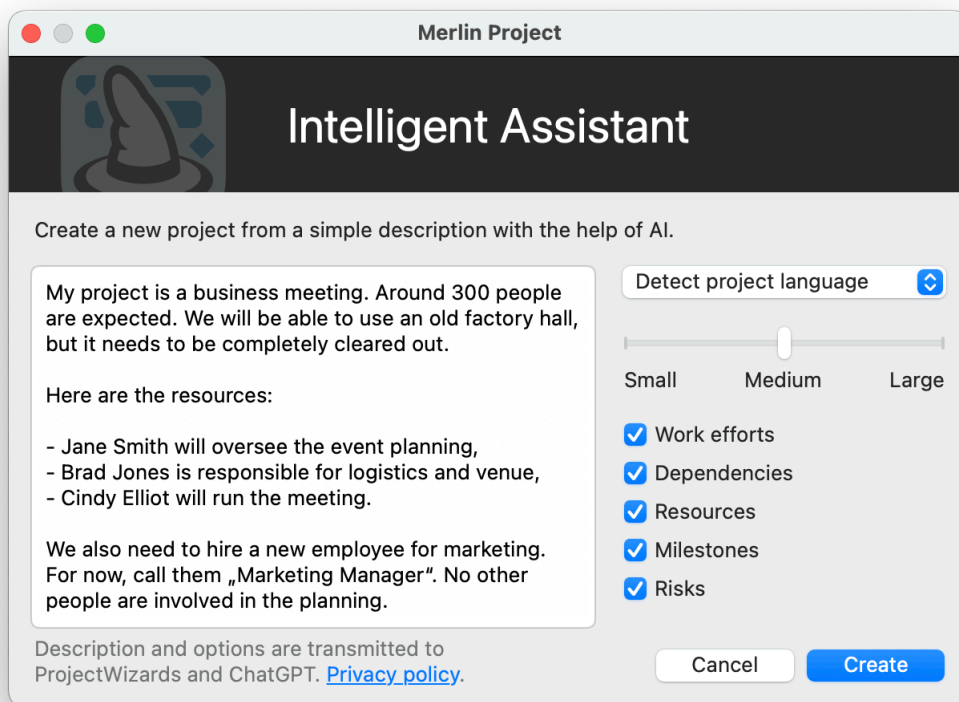 Merlin Project
Intelligent Assistant
Create a new project from a simple description with the help of AI.
My project is a business meeting. Around 300 people
are expected. We will be able to use an old factory hall,
but it needs to be completely cleared out.
Here are the resources:
- Jane Smith will oversee the event planning,
- Brad Jones is responsible for logistics and venue,
- Cindy Elliot will run the meeting.
We also need to hire a new employee for marketing.
For now, call them „Marketing Manager“. No other
people are involved in the planning.
Description and options are transmitted to
ProjectWizards and ChatGPT. Privacy policy.
Detect project language
Small Medium Large
Work efforts
Dependencies
Resources
Milestones
Risks
Cancel Create